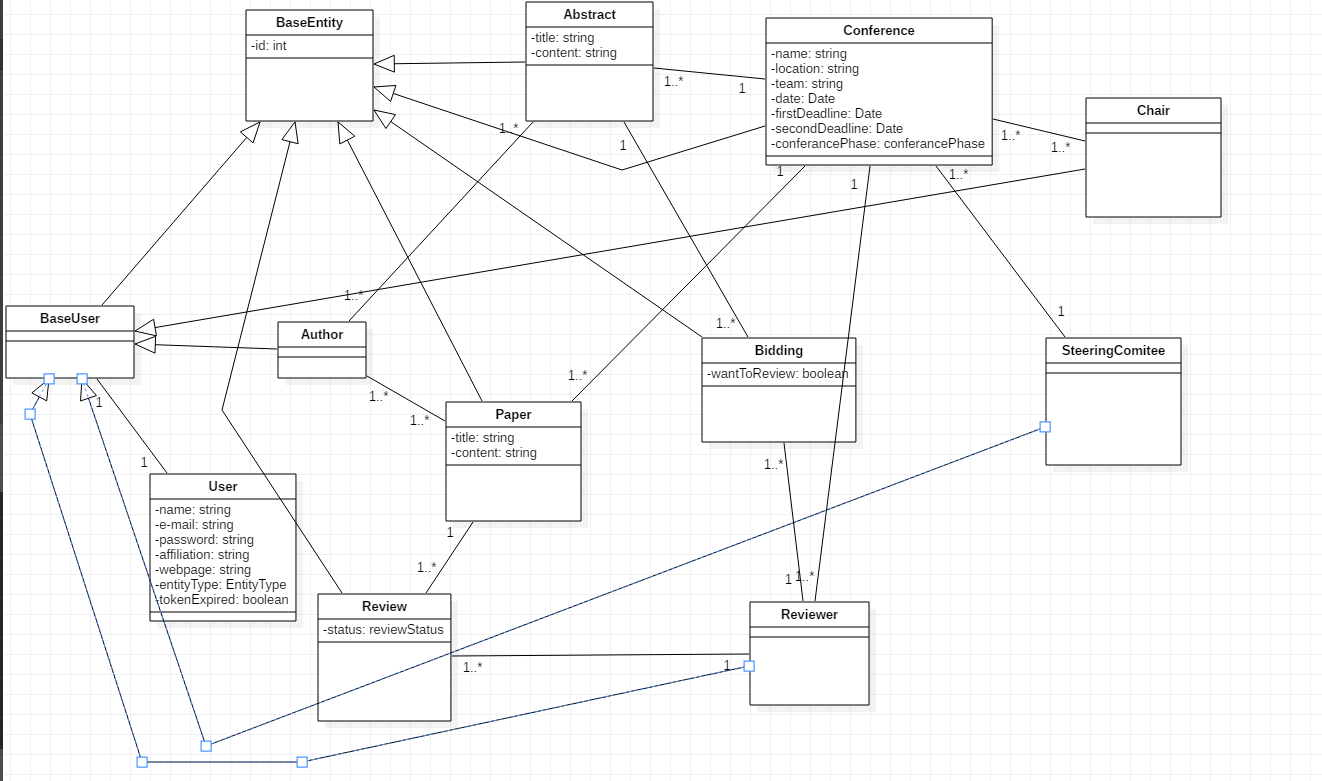 BaseEntity
-id: int
Abstract
-title: string
-content: string
Conference
-name: string
-location: string
-team: string
-date: Date
-firstDeadline: Date
-secondDeadline: Date
-conferancePhase: conferancePhase
Chair
1..*
1
1..*
1..*
1..*
1
1
1
1..*
1..*
1..*
1
BaseUser
Author
Bidding
-wantToReview: boolean
SteeringComitee
1..*
1..*
1..*
1
1
Paper
-title: string
-content: string
1..*
User
-name: string
-e-mail: string
-password: string
-affiliation: string
-webpage: string
-entityType: EntityType
-tokenExpired: boolean
1
1..*
1
1..*
Review
-status: reviewStatus
Reviewer
1..*
1